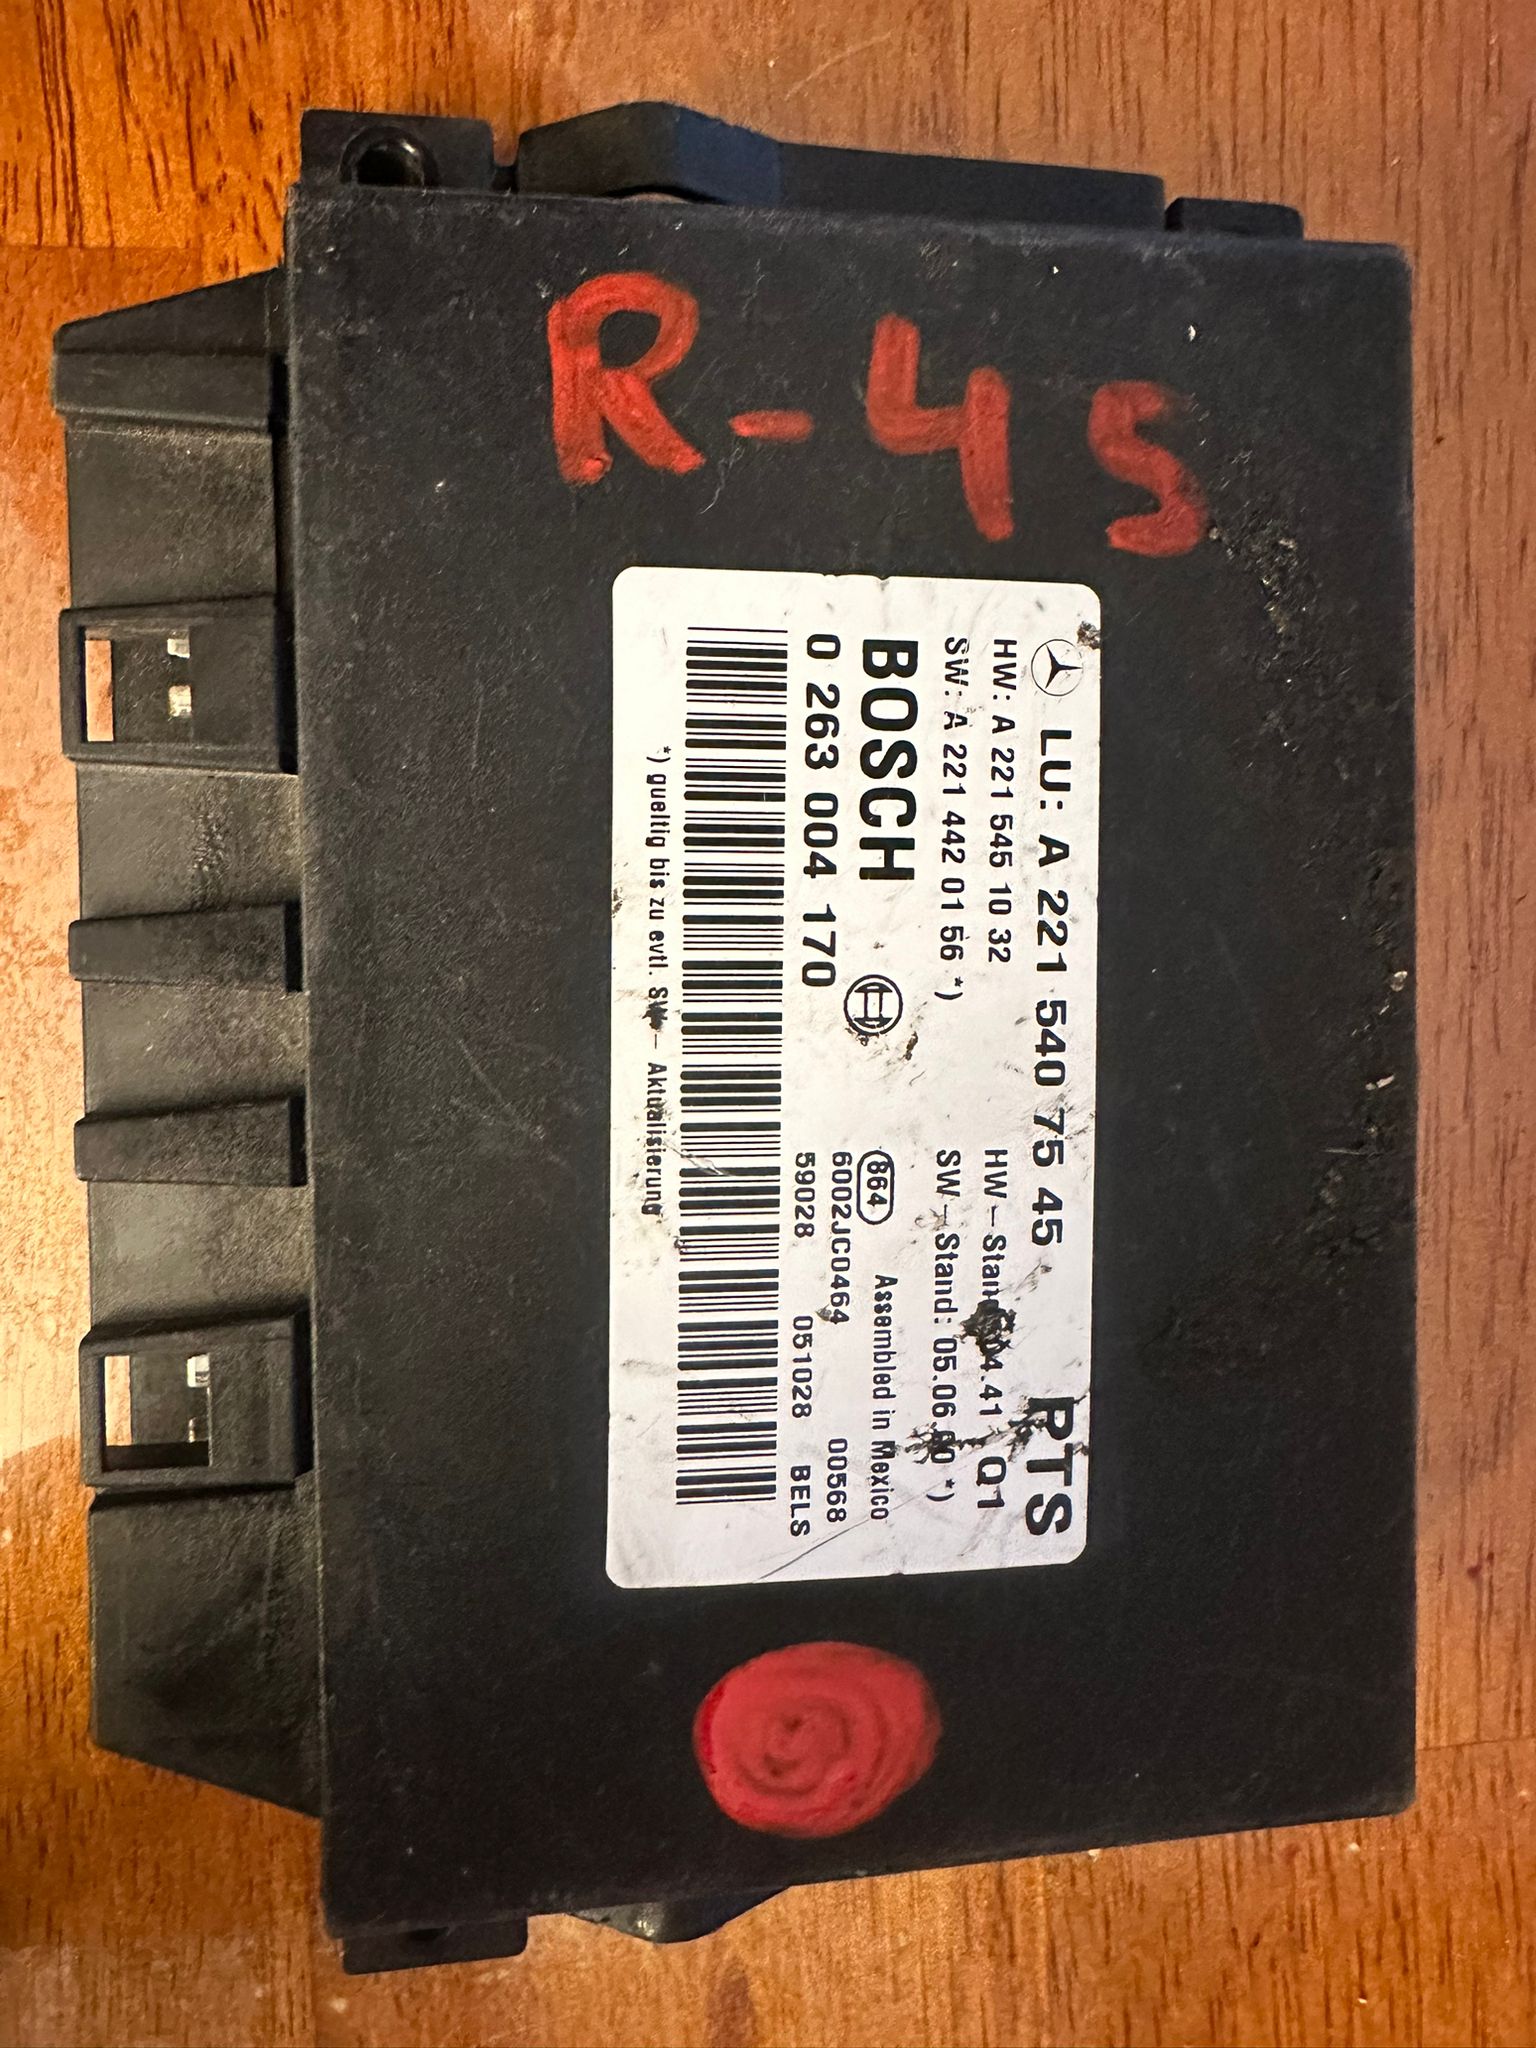 R-45
LU: A 221 540 75 45 PTS
HW: A 221 545 10 32 HW-Stand: 04.41 Q1
SW: A 221 442 01 56 *) SW-Stand: 05.06.00 *)
BOSCH 864 Assembled in Mexico
0 263 004 170 6002JC0464 00568
59028 051028 BELS
*) gueltig bis zu evtl. SW- Aktualisierung